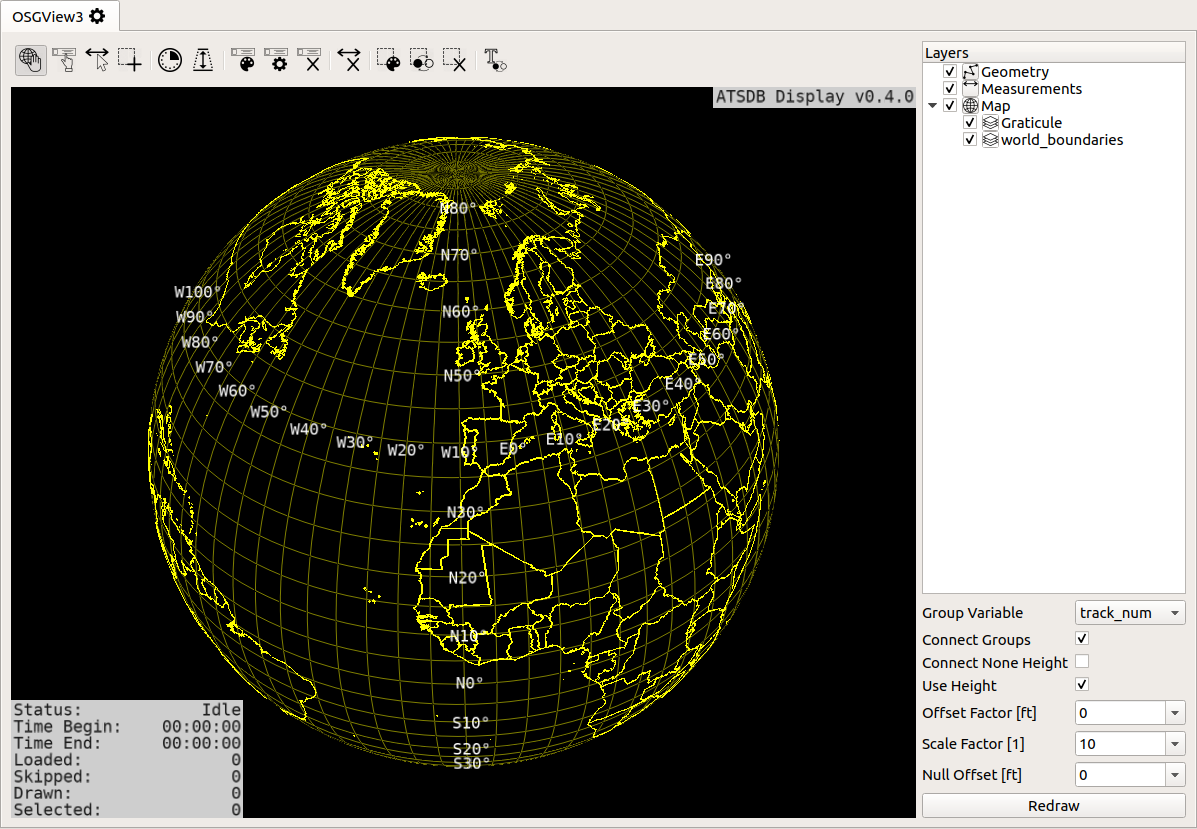 OSGView3
ATSDB Display v0.4.0
N80°
N70°
E90°
E80°
W100°
E70°
N60°
W90°
E60°
W80°
E50°
W70°
N50°
E40°
W60°
E30°
W50°
E20°
W40°
E10°
W30°
E0°
W20°
W10°
N30°
N20°
N10°
N0°
S10°
S20°
S30°
Status: Idle
Time Begin: 00:00:00
Time End: 00:00:00
Loaded: 0
Skipped: 0
Drawn: 0
Selected: 0
Layers
Geometry
Measurements
Map
Graticule
world_boundaries
Group Variable track_num
Connect Groups
Connect None Height
Use Height
Offset Factor [ft] 0
Scale Factor [1] 10
Null Offset [ft] 0
Redraw